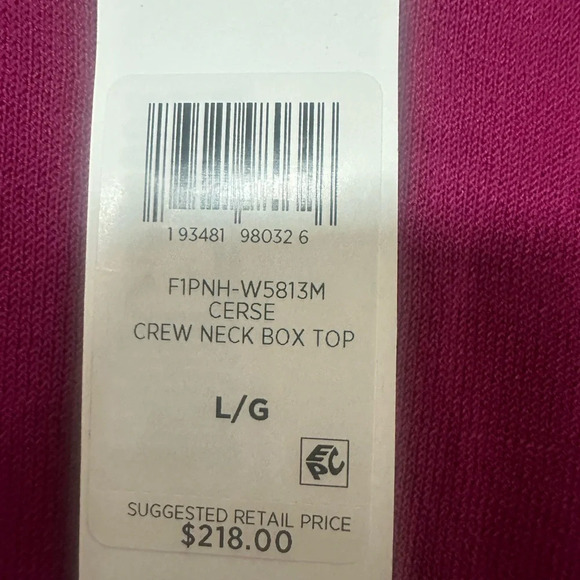 1 93481 98032 6
F1PNH-W5813M
CERSE
CREW NECK BOX TOP
L/G
EPC
SUGGESTED RETAIL PRICE
$218.00